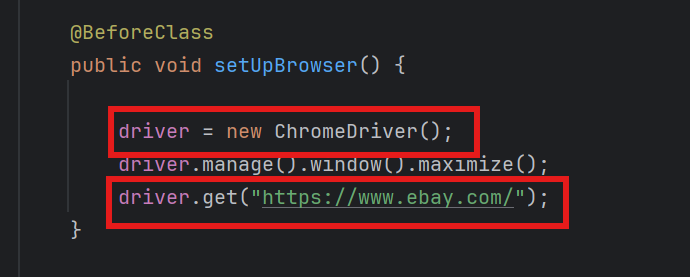 @BeforeClass
public void setUpBrowser() {
driver = new ChromeDriver();
driver.manage().window().maximize();
driver.get("https://www.ebay.com/");
}